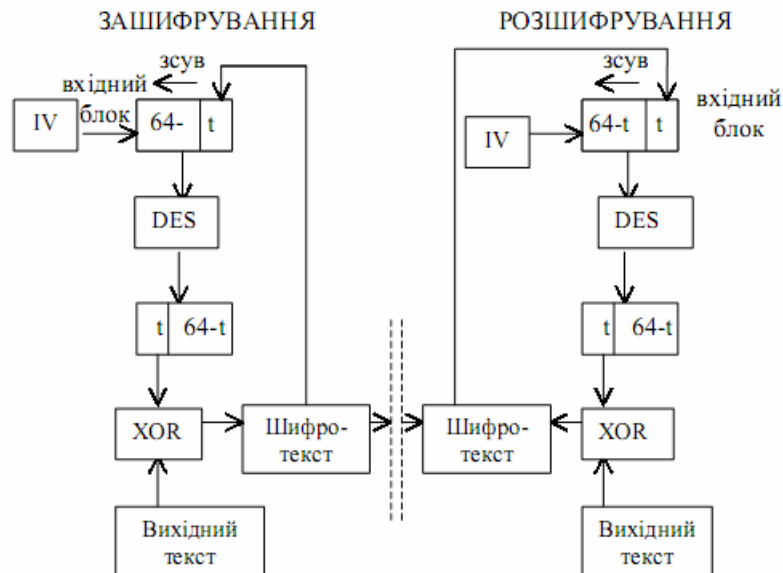 ЗАШИФРУВАННЯ
зсув
вхідний
блок
IV
64-
t
DES
t
64-t
XOR
Шифро-
текст
Вихідний
текст
РОЗШИФРУВАННЯ
зсув
вхідний
блок
IV
64-t
t
DES
t
64-t
Шифро-
текст
XOR
Вихідний
текст